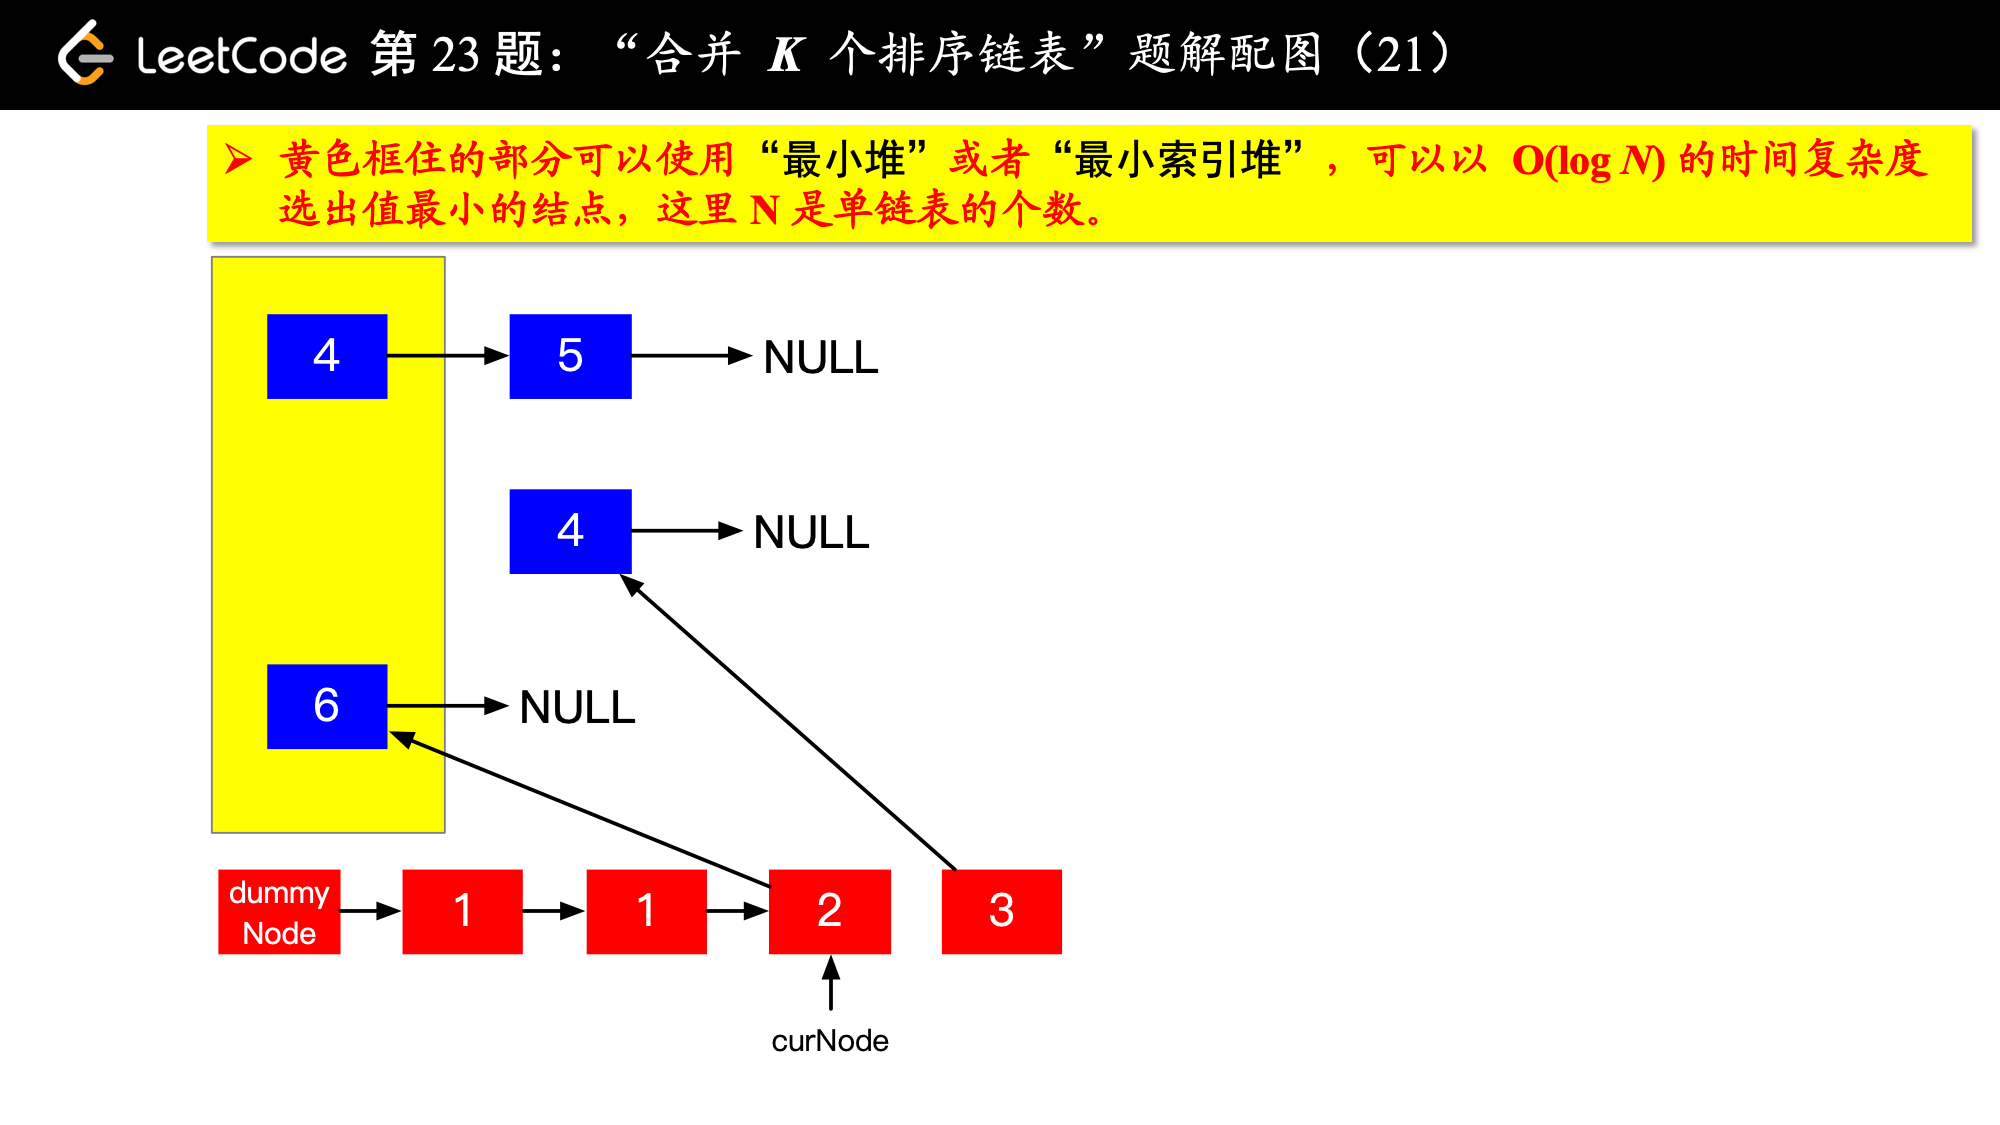 LeetCode 第 23 题：“合并 K 个排序链表”题解配图（21）
➢ 黄色框住的部分可以使用“最小堆”或者“最小索引堆”，可以以 O(log N) 的时间复杂度
选出值最小的结点，这里 N 是单链表的个数。
4 5 NULL
4 NULL
6 NULL
dummy
Node
1 1 2 3
curNode